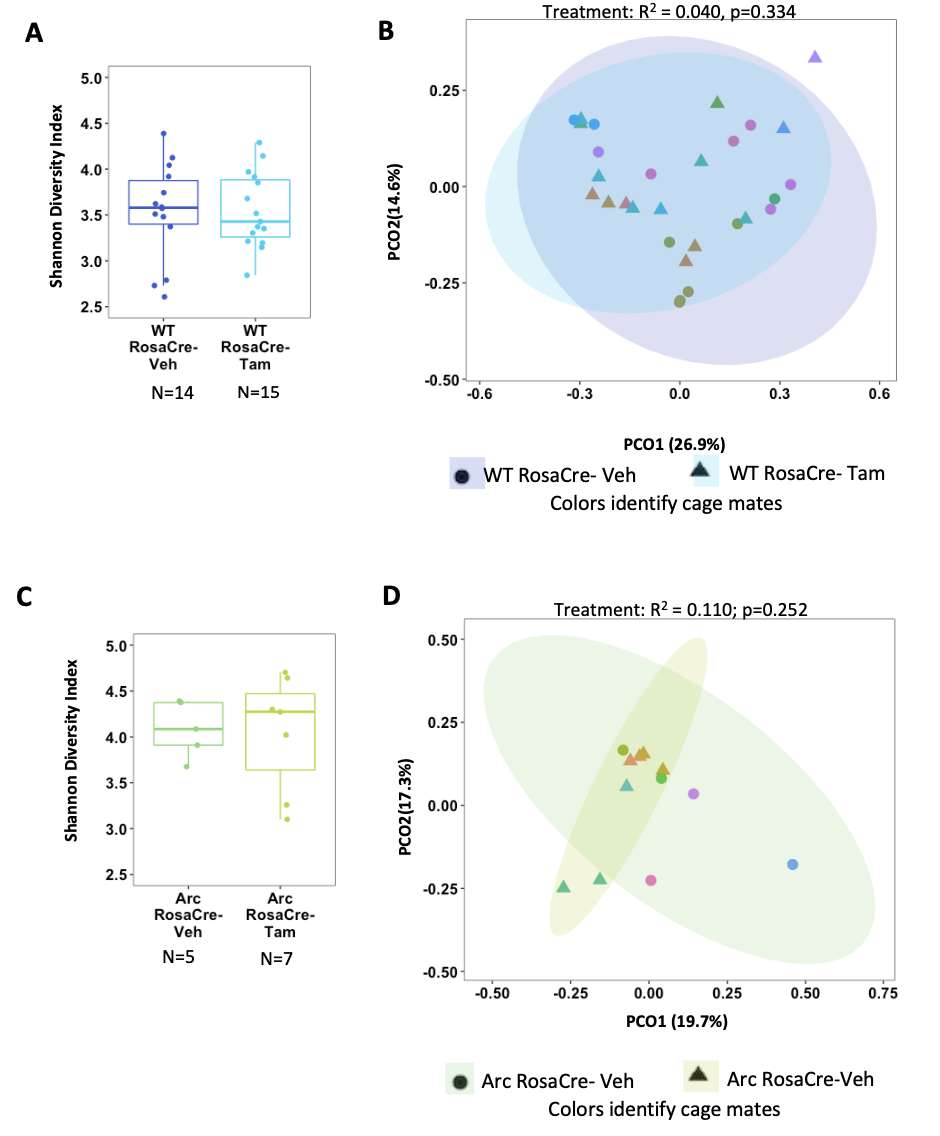 A
Shannon Diversity Index
5.0
4.5
4.0
3.5
3.0
2.5
WT
RosaCre-
Veh
WT
RosaCre-
Tam
N=14
N=15
B
Treatment: R² = 0.040, p=0.334
PCO2(14.6%)
0.25
0.00
-0.25
-0.50
-0.6
-0.3
0.0
0.3
0.6
PCO1 (26.9%)
WT RosaCre- Veh
WT RosaCre- Tam
Colors identify cage mates
C
Shannon Diversity Index
5.0
4.5
4.0
3.5
3.0
2.5
Arc
RosaCre-
Veh
Arc
RosaCre-
Tam
N=5
N=7
D
Treatment: R² = 0.110; p=0.252
PCO2(17.3%)
0.50
0.25
0.00
-0.25
-0.50
-0.50
-0.25
0.00
0.25
0.50
0.75
PCO1 (19.7%)
Arc RosaCre- Veh
Arc RosaCre-Veh
Colors identify cage mates